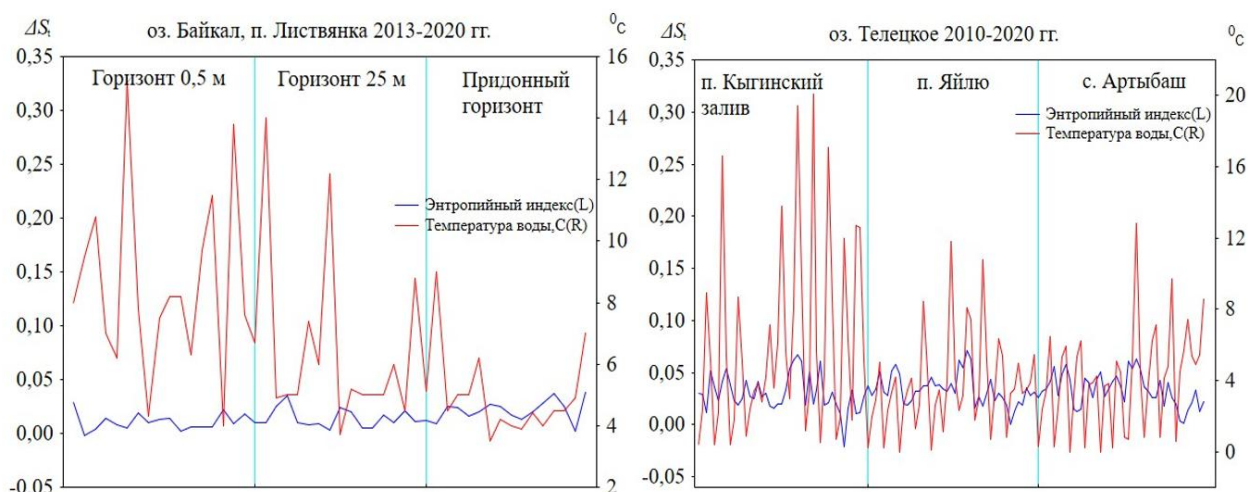 ΔSᵢ
оз. Байкал, п. Листвянка 2013-2020 гг.
⁰C
0,35
0,30
0,25
0,20
0,15
0,10
0,05
0,00
-0,05
Горизонт 0,5 м
Горизонт 25 м
Придонный
горизонт
Энтропийный индекс(L)
Температура воды,С(R)
16
14
12
10
8
6
4
2
ΔSᵢ
оз. Телецкое 2010-2020 гг.
⁰C
0,35
0,30
0,25
0,20
0,15
0,10
0,05
0,00
-0,05
п. Кыгинский
залив
п. Яйлю
с. Артыбаш
Энтропийный индекс(L)
Температура воды,С(R)
20
16
12
8
4
0